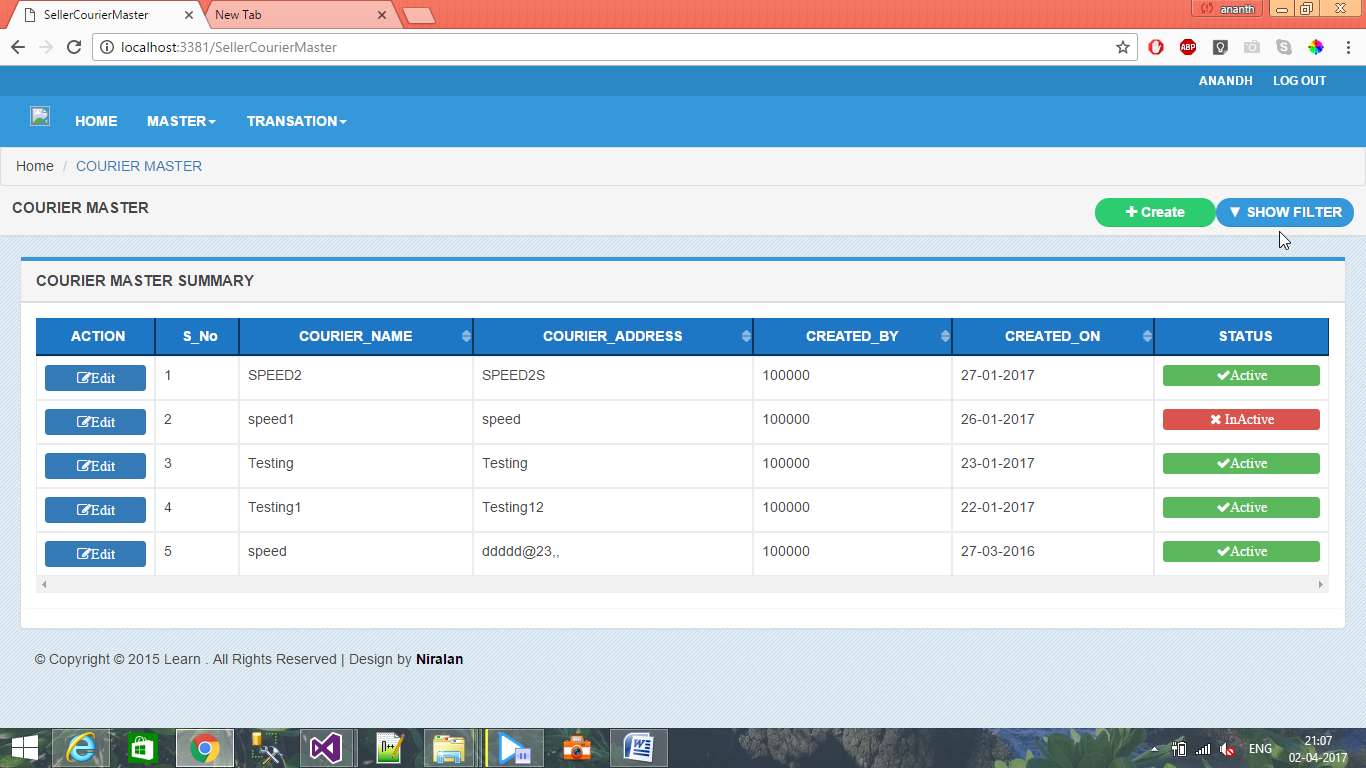 SellerCourierMaster
New Tab
ananth
localhost:3381/SellerCourierMaster
ABP
ANANDH LOG OUT
HOME MASTER TRANSATION
Home / COURIER MASTER
COURIER MASTER
Create
▼ SHOW FILTER
COURIER MASTER SUMMARY
ACTION S_No COURIER_NAME COURIER_ADDRESS CREATED_BY CREATED_ON STATUS
Edit 1 SPEED2 SPEED2S 100000 27-01-2017 Active
Edit 2 speed1 speed 100000 26-01-2017 InActive
Edit 3 Testing Testing 100000 23-01-2017 Active
Edit 4 Testing1 Testing12 100000 22-01-2017 Active
Edit 5 speed ddddd@23,, 100000 27-03-2016 Active
© Copyright © 2015 Learn . All Rights Reserved | Design by Niralan
ENG
21:07
02-04-2017